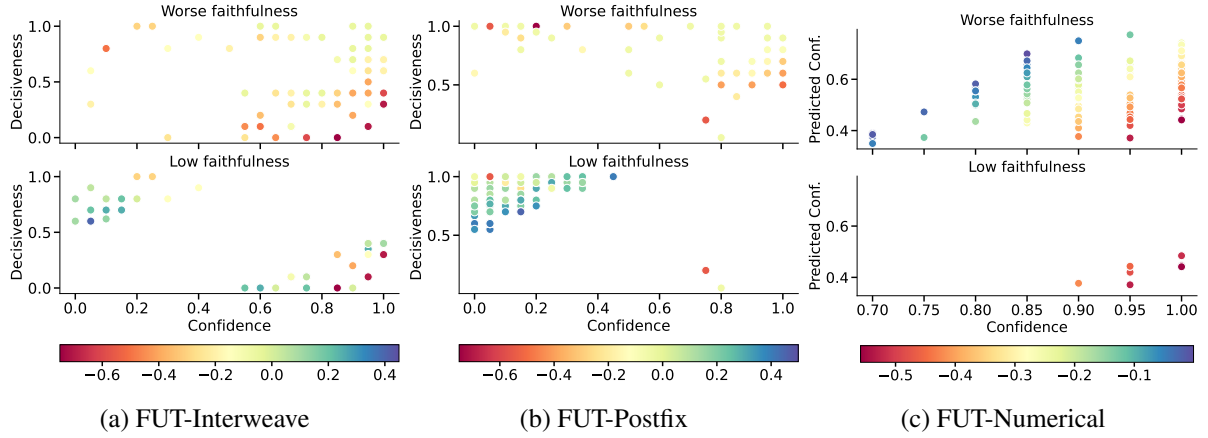 Worse faithfulness
Decisiveness
1.0
0.5
0.0
Low faithfulness
Decisiveness
1.0
0.5
0.0
0.0 0.2 0.4 0.6 0.8 1.0
Confidence
−0.6 −0.4 −0.2 0.0 0.2 0.4
(a) FUT-Interweave
Worse faithfulness
Decisiveness
1.0
0.5
0.0
Low faithfulness
Decisiveness
1.0
0.5
0.0 0.2 0.4 0.6 0.8 1.0
Confidence
−0.6 −0.4 −0.2 0.0 0.2 0.4
(b) FUT-Postfix
Worse faithfulness
Predicted Conf.
0.6
0.4
Low faithfulness
Predicted Conf.
0.6
0.4
0.70 0.75 0.80 0.85 0.90 0.95 1.00
Confidence
−0.5 −0.4 −0.3 −0.2 −0.1
(c) FUT-Numerical